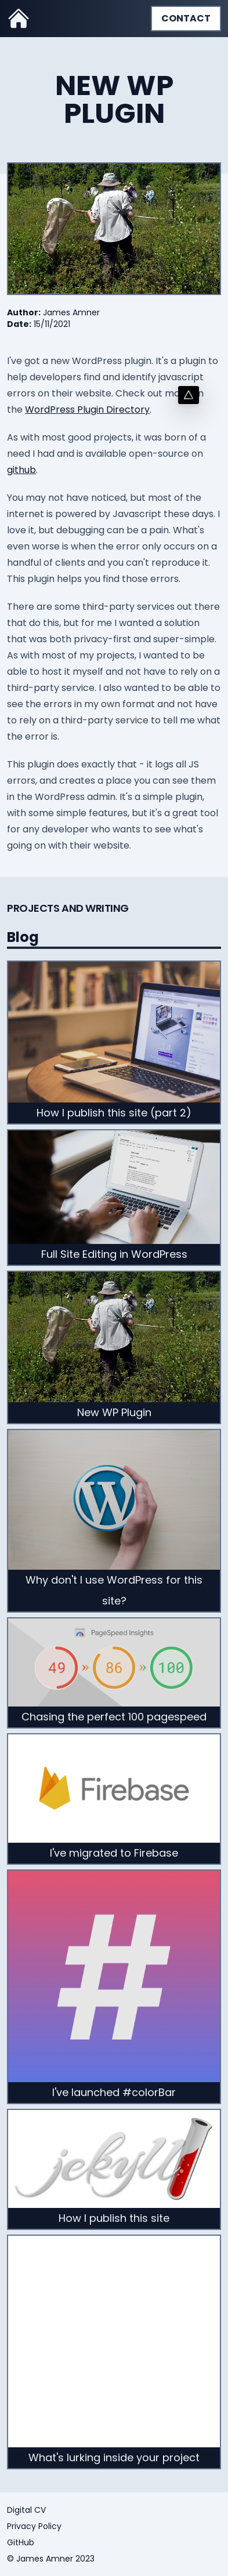 CONTACT
NEW WP
PLUGIN
Author: James Amner
Date: 15/11/2021
I've got a new WordPress plugin. It's a plugin to
help developers find and identify javascript
errors on their website. Check out
the WordPress Plugin Directory.
As with most good projects, it was born of a
need I had and is available open-source on
github.
You may not have noticed, but most of the
internet is powered by Javascript these days. I
love it, but debugging can be a pain. What's
even worse is when the error only occurs on a
handful of clients and you can't reproduce it.
This plugin helps you find those errors.
There are some third-party services out there
that do this, but for me I wanted a solution
that was both privacy-first and super-simple.
As with most of my projects, I wanted to be
able to host it myself and not have to rely on a
third-party service. I also wanted to be able to
see the errors in my own format and not have
to rely on a third-party service to tell me what
the error is.
This plugin does exactly that - it logs all JS
errors, and creates a place you can see them
in the WordPress admin. It's a simple plugin,
with some simple features, but it's a great tool
for any developer who wants to see what's
going on with their website.
PROJECTS AND WRITING
Blog
How I publish this site (part 2)
Full Site Editing in WordPress
New WP Plugin
Why don't I use WordPress for this
site?
PageSpeed Insights
49 » 86 » 100
Chasing the perfect 100 pagespeed
Firebase
I've migrated to Firebase
#
I've launched #colorBar
jekyll
How I publish this site
What's lurking inside your project
Digital CV
Privacy Policy
GitHub
© James Amner 2023